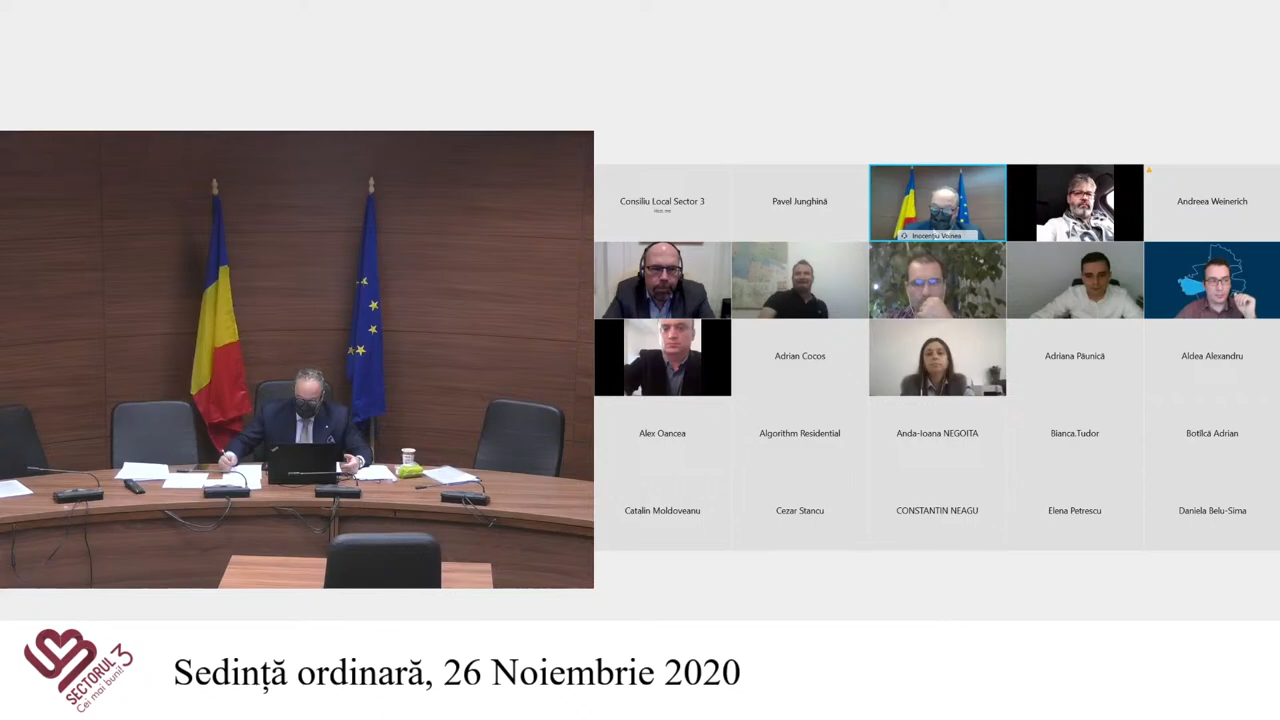 Consiliu Local Sector 3
Pavel Junghină
Inocențiu Voinea
Andreea Weinerich
Adrian Cocos
Adriana Păunică
Aldea Alexandru
Alex Oancea
Algorithm Residential
Anda-Ioana NEGOITA
Bianca.Tudor
Botîlcă Adrian
Catalin Moldoveanu
Cezar Stancu
CONSTANTIN NEAGU
Elena Petrescu
Daniela Belu-Sima
SECTORUL 3
Cei mai buni!
Sedință ordinară, 26 Noiembrie 2020